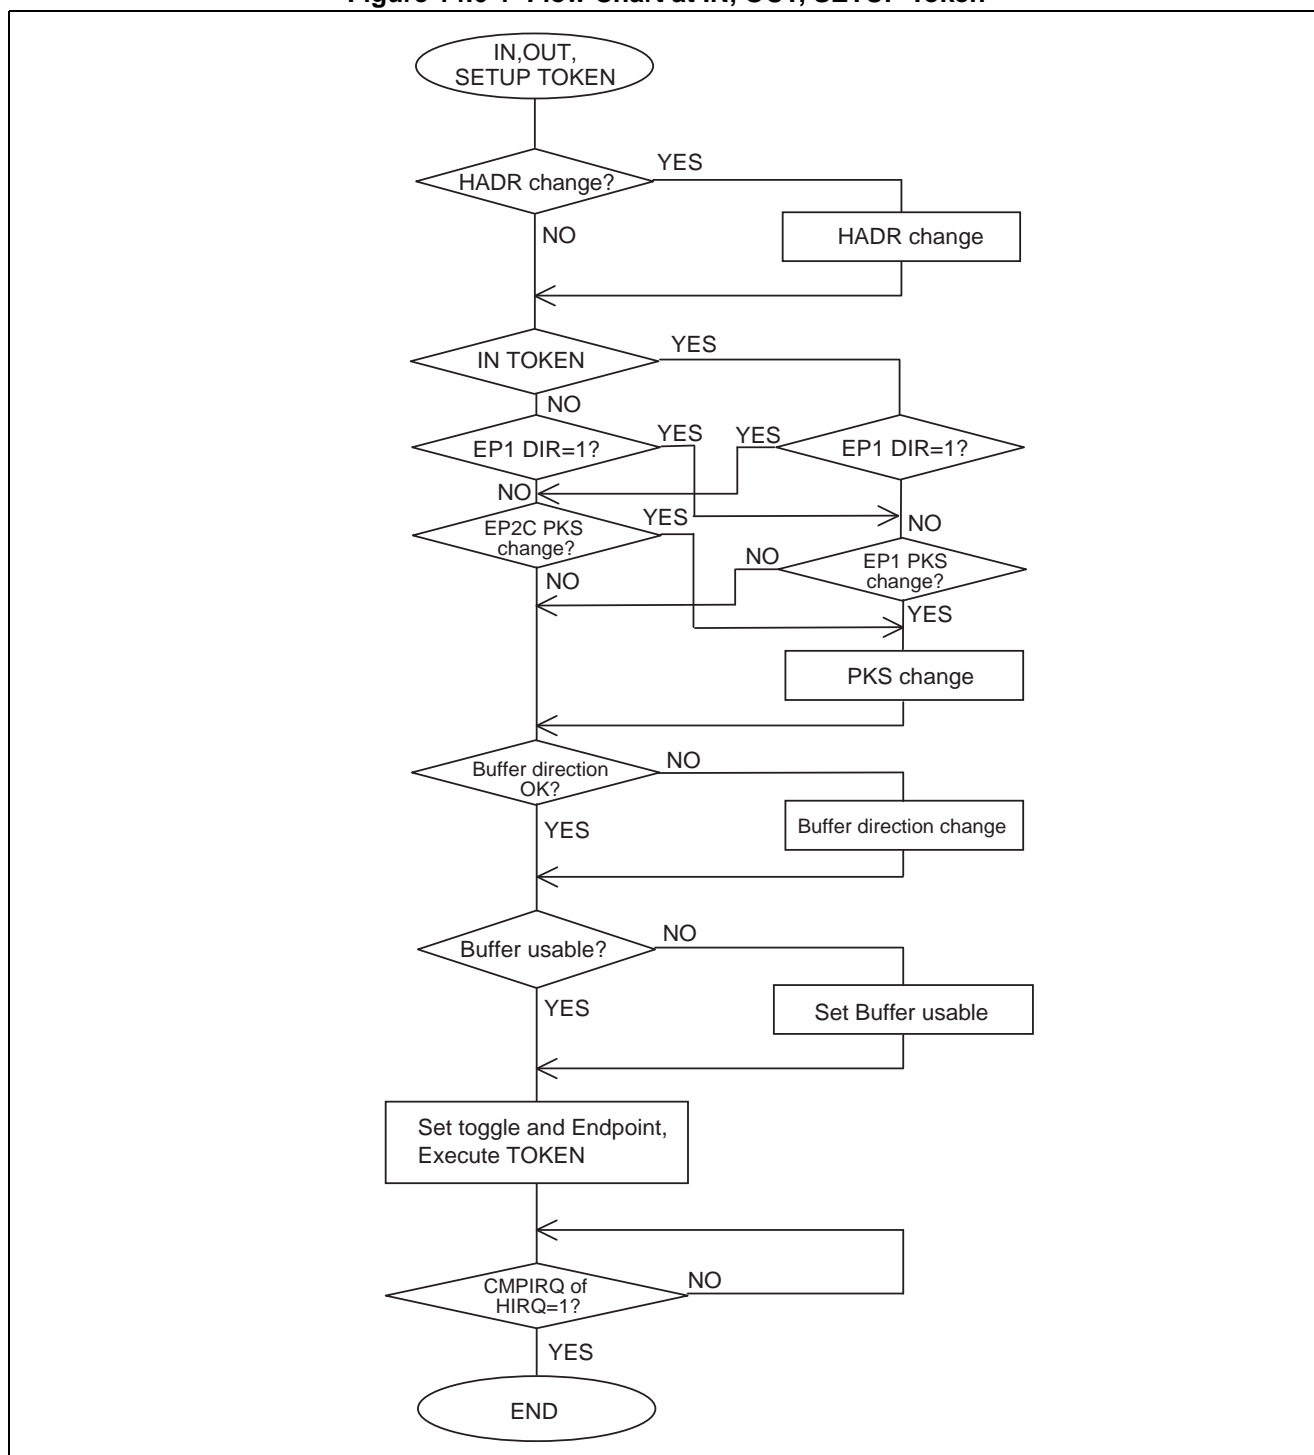 IN,OUT,
SETUP TOKEN
HADR change?
YES
NO
HADR change
IN TOKEN
YES
NO
EP1 DIR=1?
YES
YES
EP1 DIR=1?
NO
NO
EP2C PKS
change?
YES
NO
EP1 PKS
change?
NO
YES
PKS change
Buffer direction
OK?
NO
YES
Buffer direction change
Buffer usable?
NO
YES
Set Buffer usable
Set toggle and Endpoint,
Execute TOKEN
CMPIRQ of
HIRQ=1?
NO
YES
END